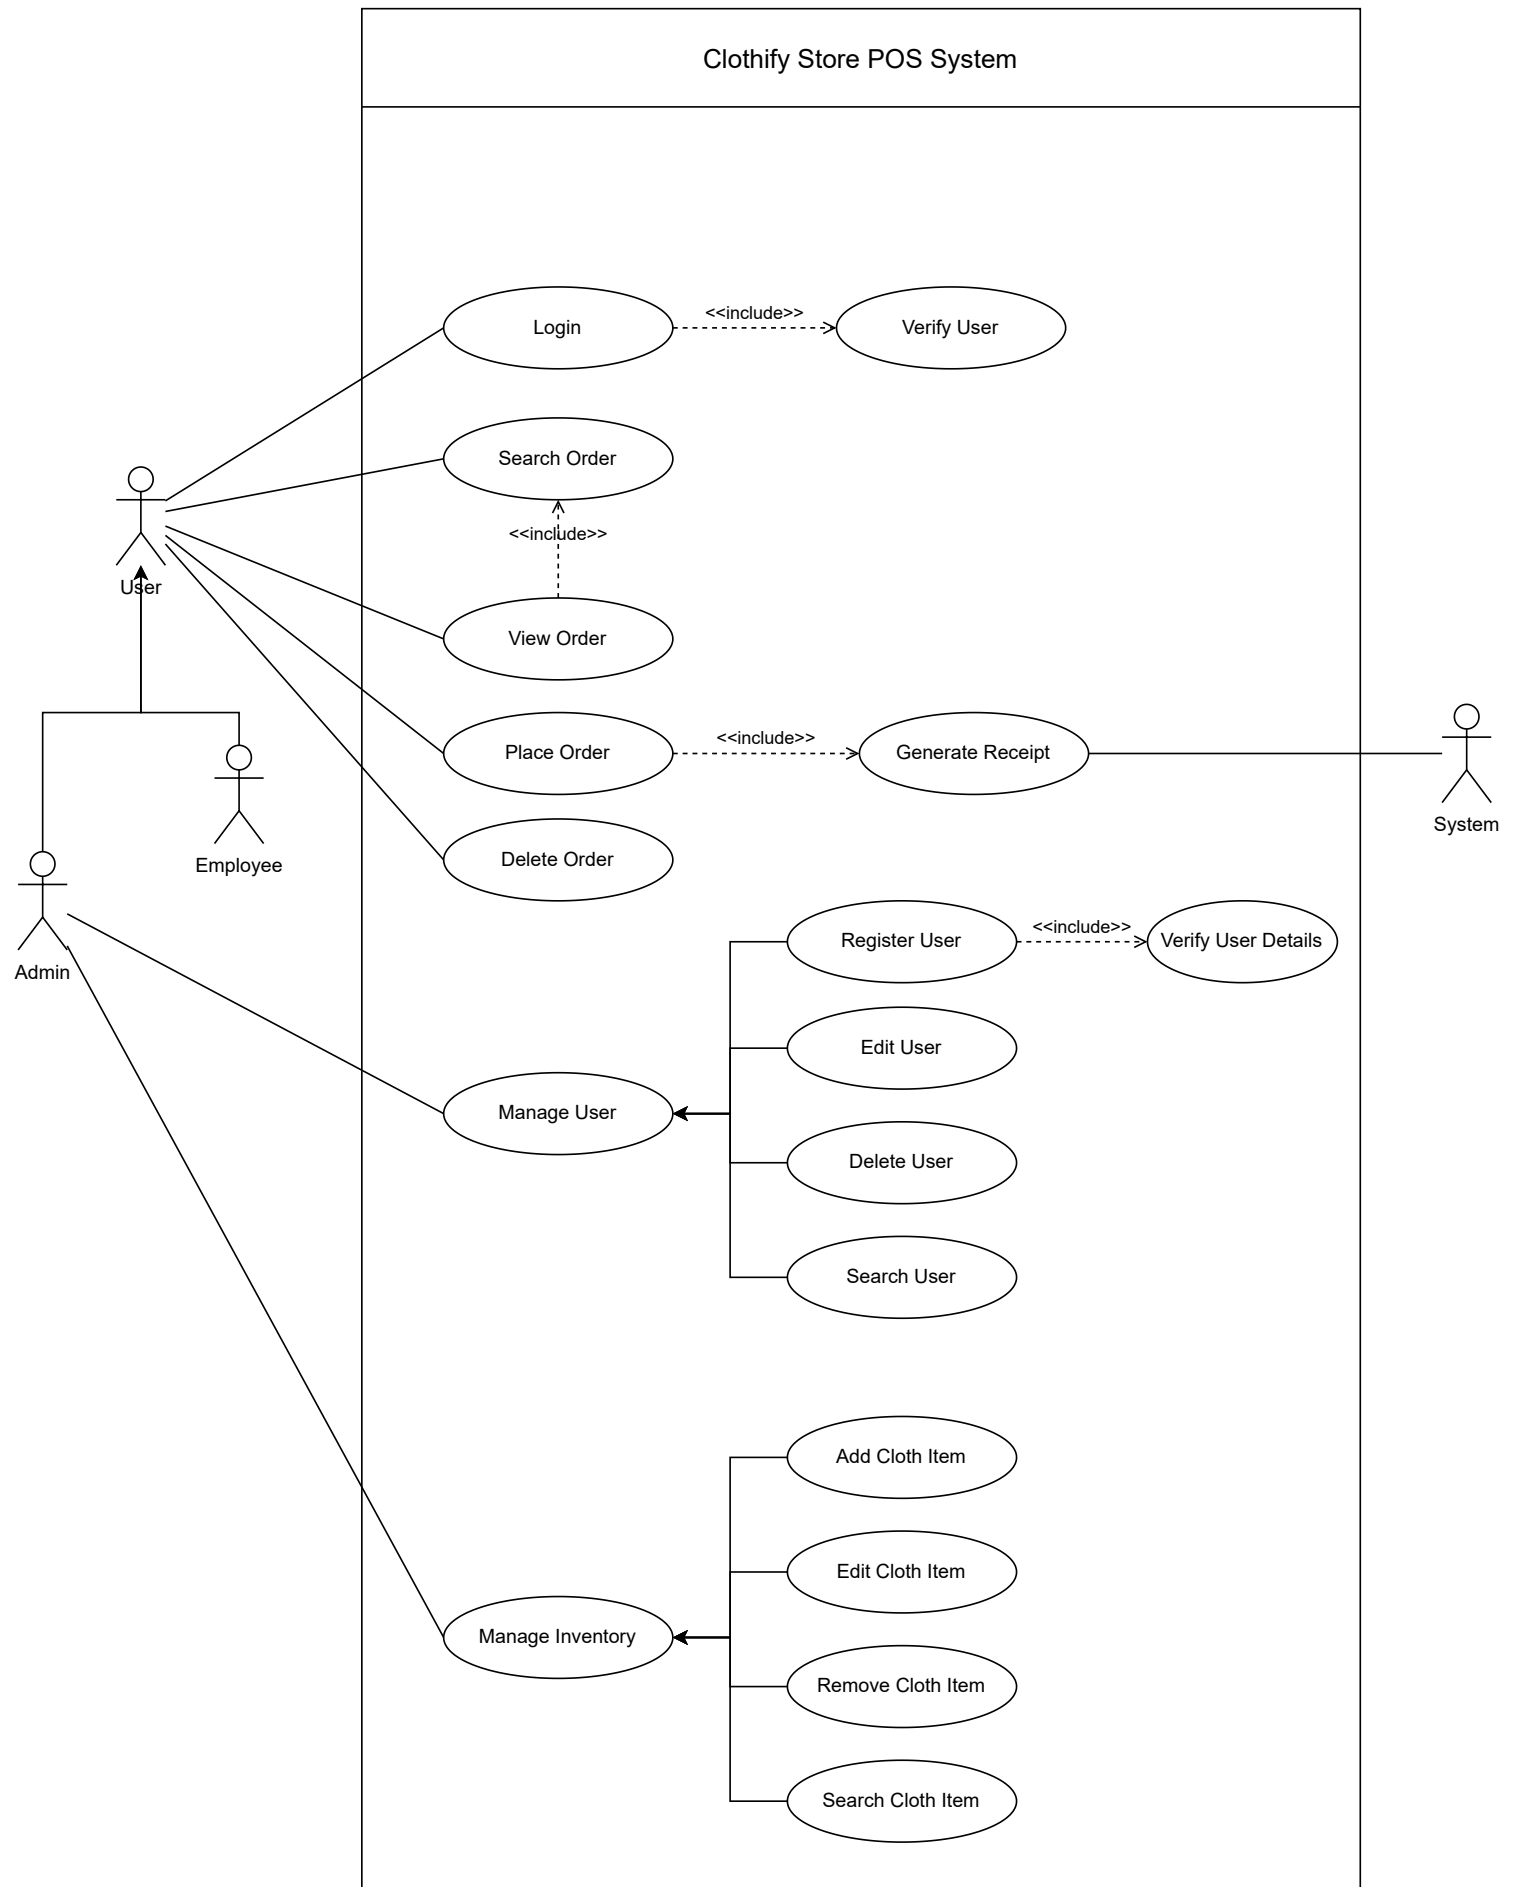 Clothify Store POS System
Login
<<include>>
Verify User
Search Order
<<include>>
User
View Order
Place Order
<<include>>
Generate Receipt
System
Employee
Delete Order
Admin
Register User
<<include>>
Verify User Details
Edit User
Manage User
Delete User
Search User
Add Cloth Item
Edit Cloth Item
Manage Inventory
Remove Cloth Item
Search Cloth Item